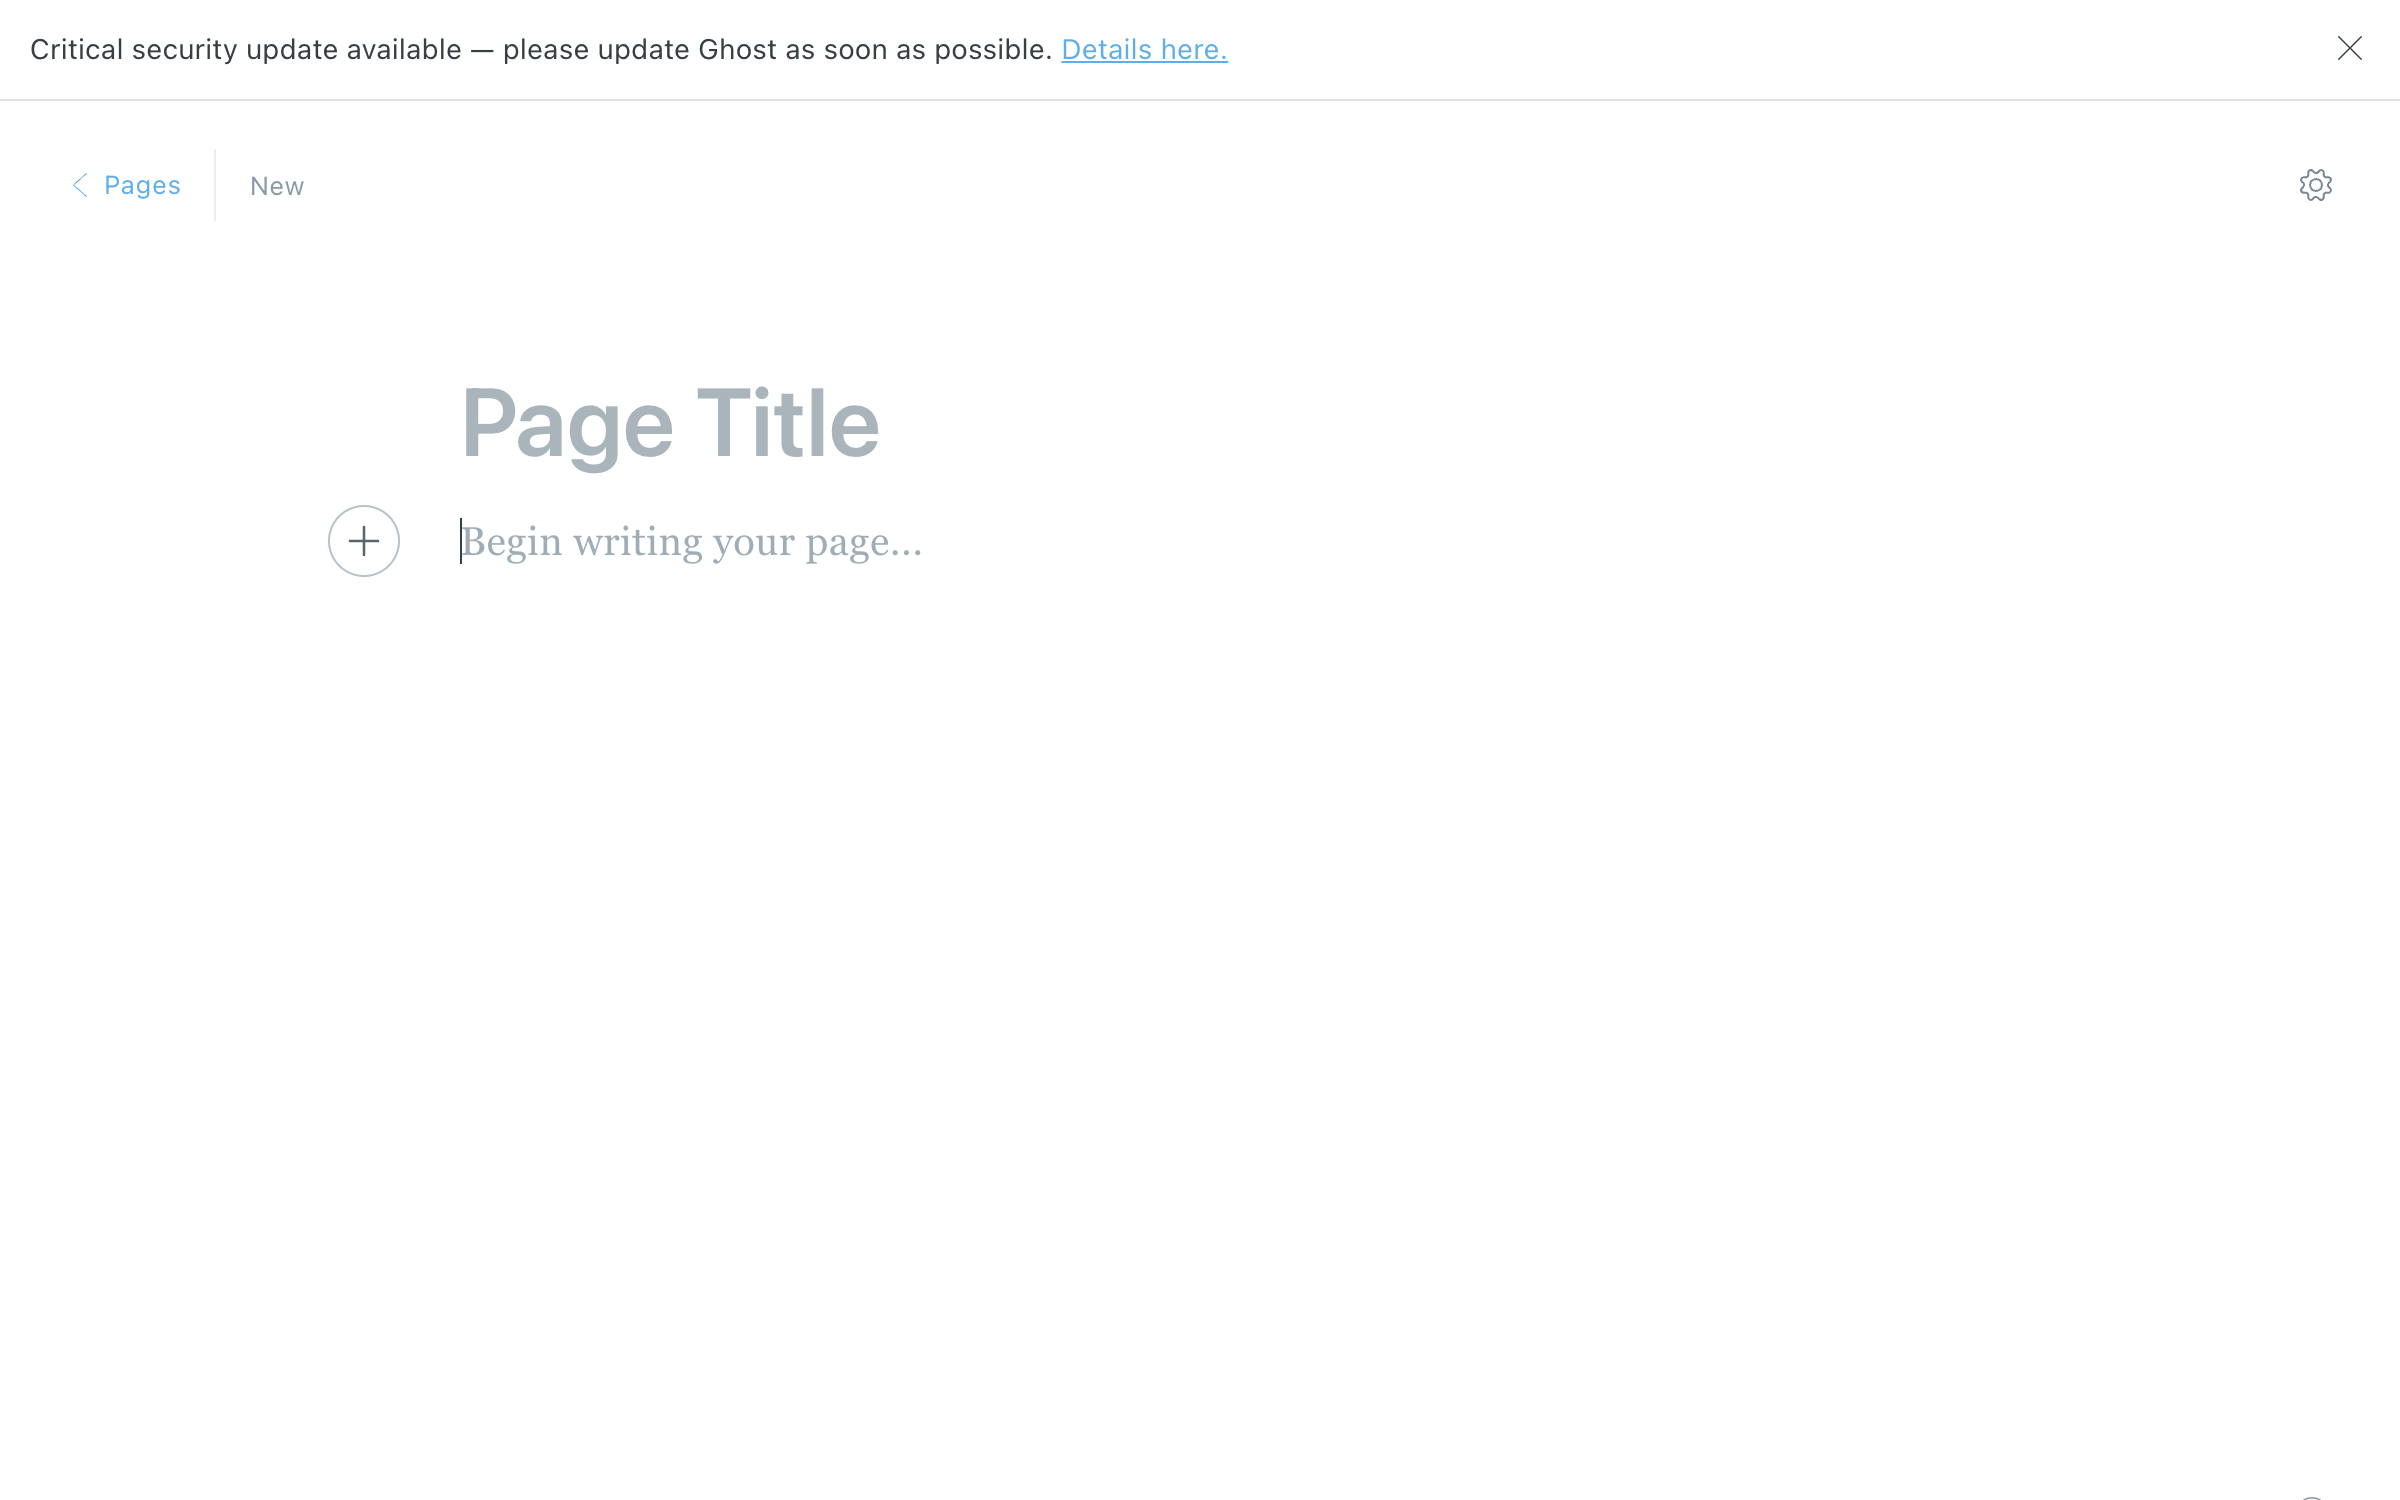 Critical security update available — please update Ghost as soon as possible. Details here.
Pages
New
Page Title
Begin writing your page...